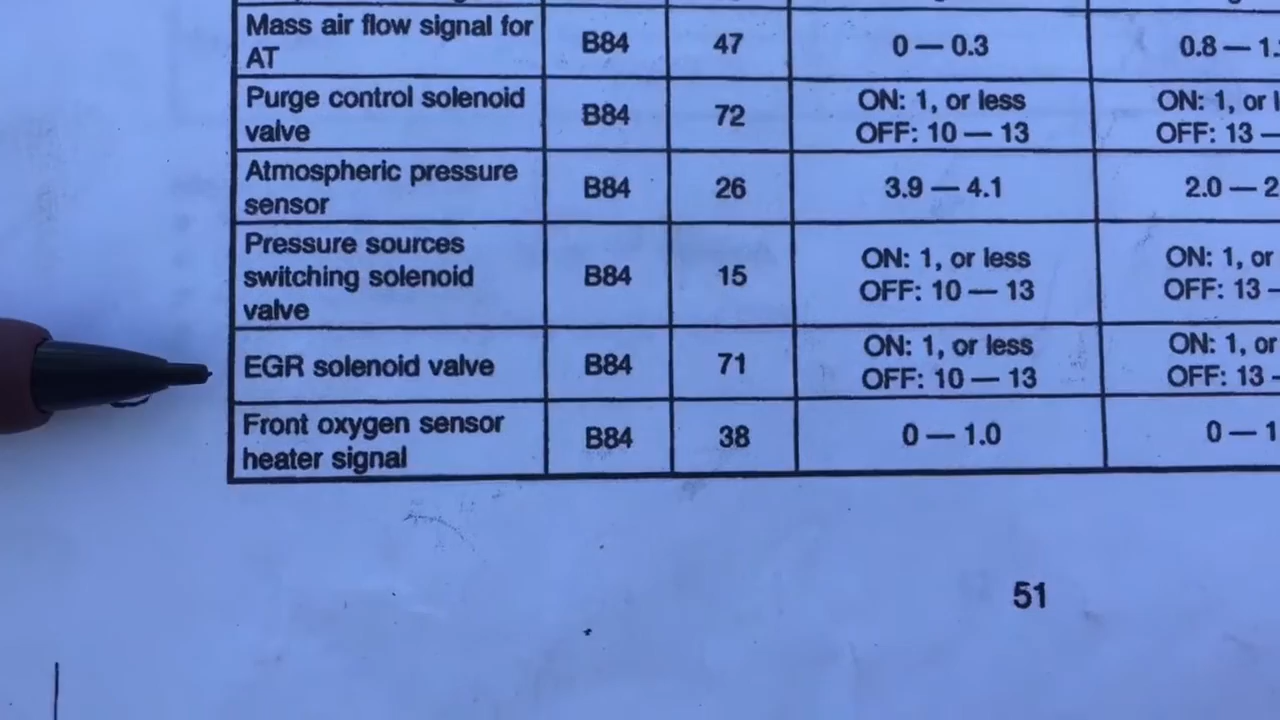 Mass air flow signal for
AT
B84
47
0 — 0.3
0.8 — 1.
Purge control solenoid
valve
B84
72
ON: 1, or less
OFF: 10 — 13
ON: 1, or l
OFF: 13 —
Atmospheric pressure
sensor
B84
26
3.9 — 4.1
2.0 — 2
Pressure sources
switching solenoid
valve
B84
15
ON: 1, or less
OFF: 10 — 13
ON: 1, or
OFF: 13 –
EGR solenoid valve
B84
71
ON: 1, or less
OFF: 10 — 13
ON: 1, or
OFF: 13 -
Front oxygen sensor
heater signal
B84
38
0 — 1.0
0 — 1
51